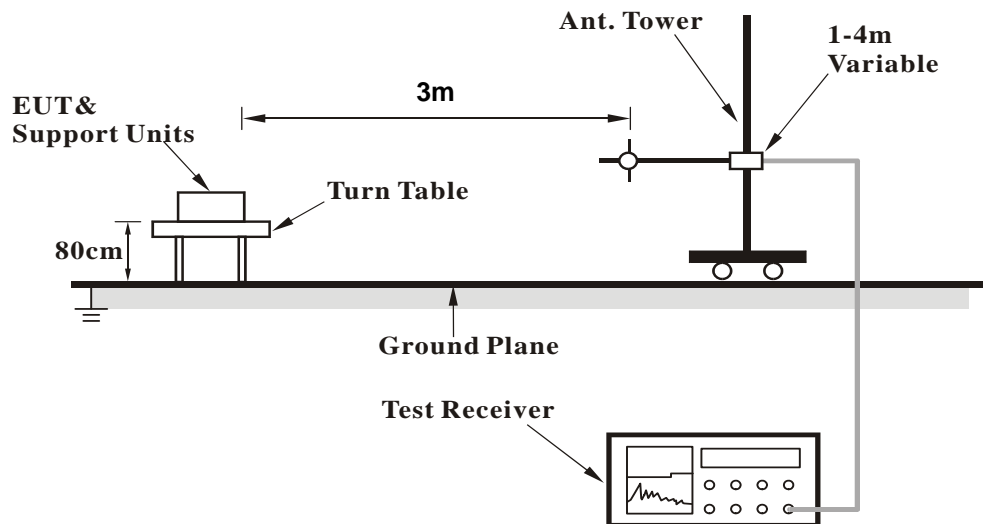 Ant. Tower
1-4m
Variable
3m
EUT&
Support Units
Turn Table
80cm
Ground Plane
Test Receiver